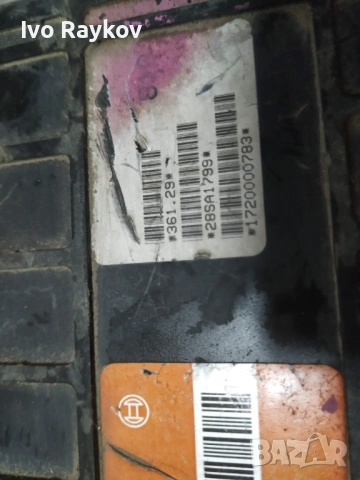 Ivo Raykov
*361.29*
*28SA1799*
*1720000783*
BAZAR